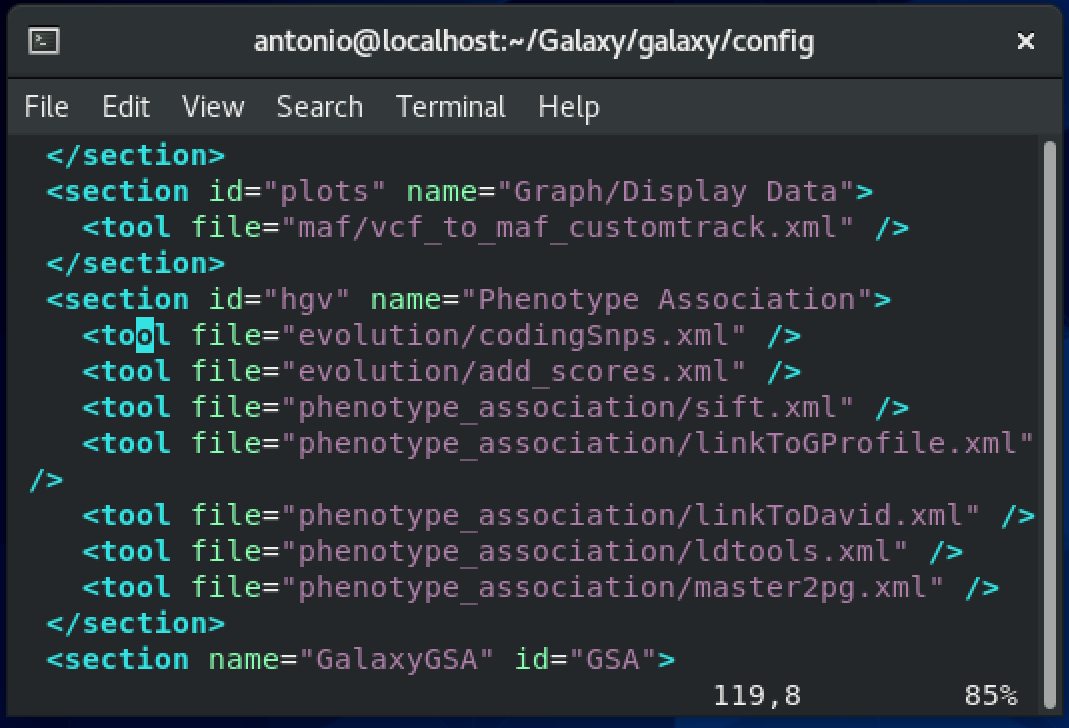 antonio@localhost:~/Galaxy/galaxy/config ×
File Edit View Search Terminal Help
</section>
<section id="plots" name="Graph/Display Data">
<tool file="maf/vcf_to_maf_customtrack.xml" />
</section>
<section id="hgv" name="Phenotype Association">
<tool file="evolution/codingSnps.xml" />
<tool file="evolution/add_scores.xml" />
<tool file="phenotype_association/sift.xml" />
<tool file="phenotype_association/linkToGProfile.xml"
/>
<tool file="phenotype_association/linkToDavid.xml" />
<tool file="phenotype_association/ldtools.xml" />
<tool file="phenotype_association/master2pg.xml" />
</section>
<section name="GalaxyGSA" id="GSA">
119,8 85%